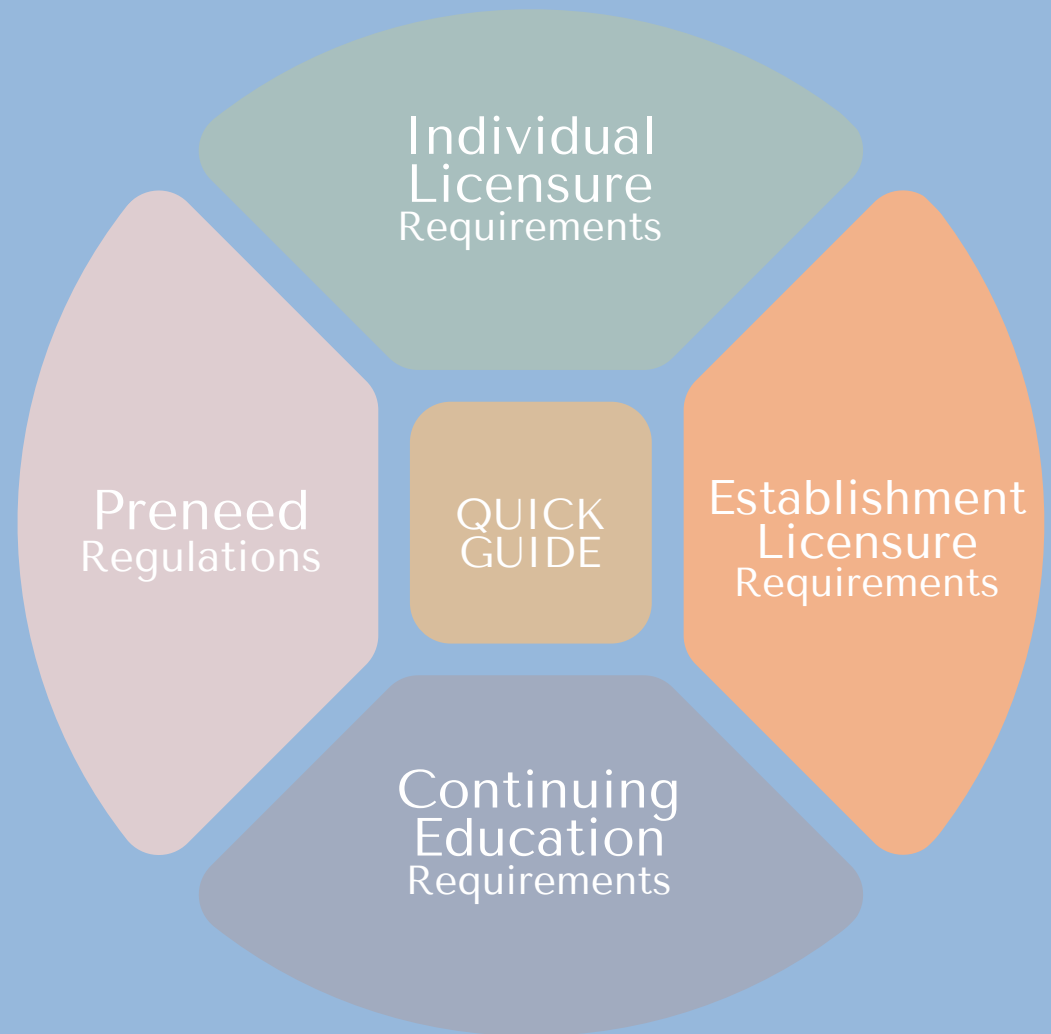 Individual
Licensure
Requirements
Preneed
Regulations
QUICK
GUIDE
Establishment
Licensure
Requirements
Continuing
Education
Requirements